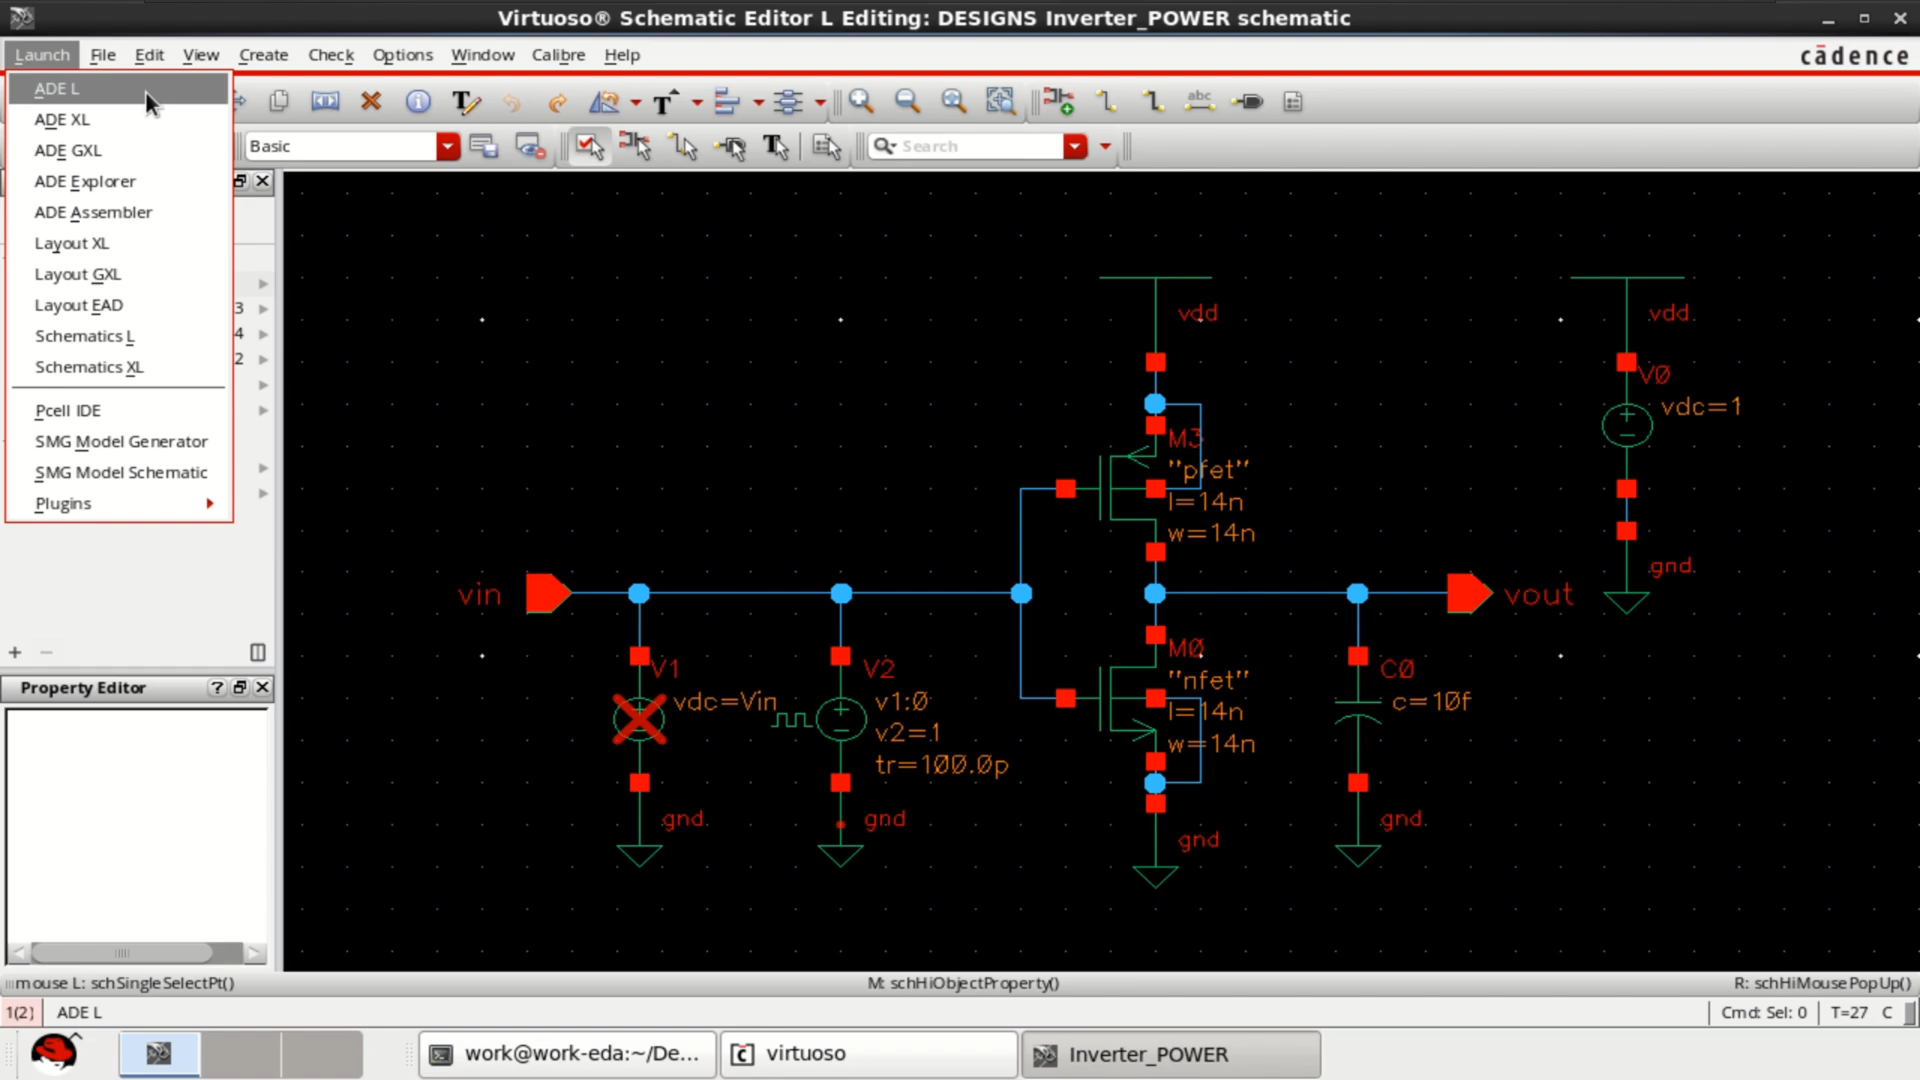 Virtuoso® Schematic Editor L Editing: DESIGNS Inverter_POWER schematic
Launch File Edit View Create Check Options Window Calibre Help
cādence
ADE L
ADE XL
ADE GXL
ADE Explorer
ADE Assembler
Layout XL
Layout GXL
Layout EAD
Schematics L
Schematics XL
Pcell IDE
SMG Model Generator
SMG Model Schematic
Plugins
abc
Basic
Search
3
4
2
vdd
vdd
V0
vdc=1
M3
"pfet"
l=14n
w=14n
gnd
vin
vout
M0
"nfet"
l=14n
w=14n
V1
vdc=Vin
V2
v1:0
v2=1
tr=100.0p
C0
c=10f
gnd
gnd
gnd
gnd
Property Editor
mouse L: schSingleSelectPt()
M: schHiObjectProperty()
R: schHiMousePopUp()
1(2)
ADE L
Cmd: Sel: 0
T=27 C
work@work-eda:~/De...
virtuoso
Inverter_POWER